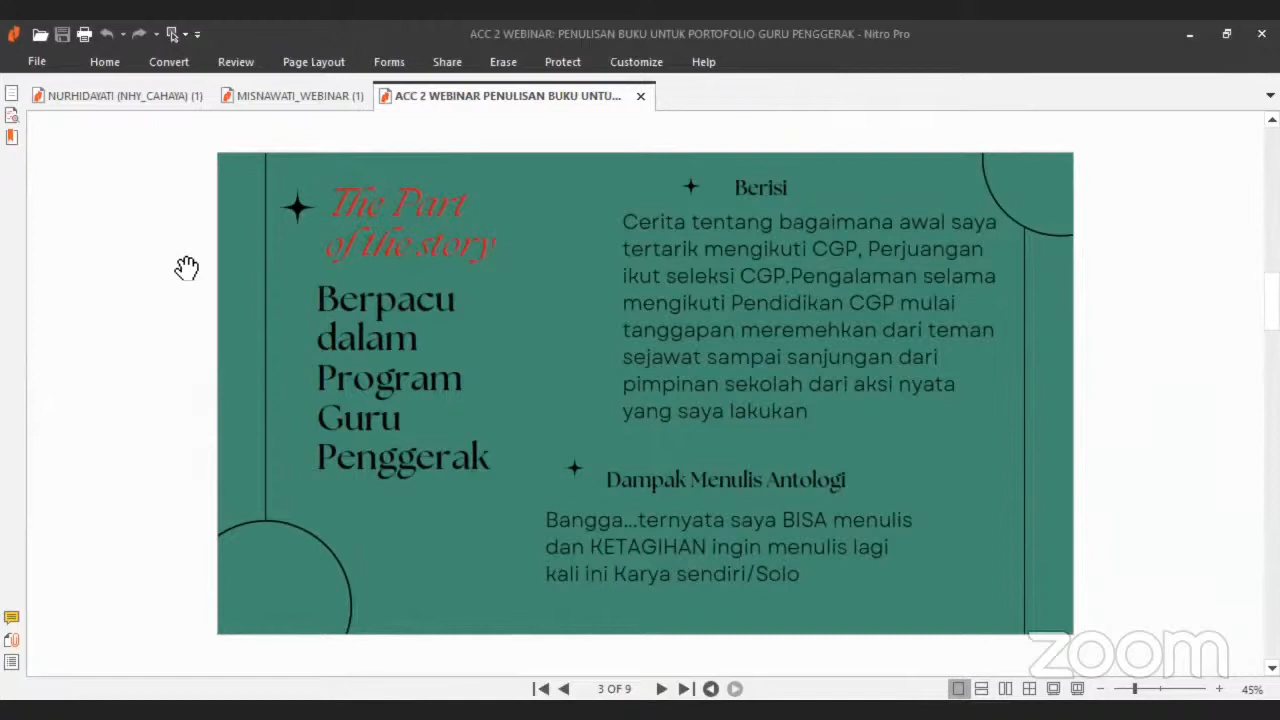 ACC 2 WEBINAR: PENULISAN BUKU UNTUK PORTOFOLIO GURU PENGGERAK - Nitro Pro
File Home Convert Review Page Layout Forms Share Erase Protect Customize Help
NURHIDAYATI (NHY_CAHAYA) (1) MISNAWATI_WEBINAR (1) ACC 2 WEBINAR PENULISAN BUKU UNTU...
The Part
of the story
Berpacu
dalam
Program
Guru
Penggerak
Berisi
Cerita tentang bagaimana awal saya
tertarik mengikuti CGP, Perjuangan
ikut seleksi CGP.Pengalaman selama
mengikuti Pendidikan CGP mulai
tanggapan meremehkan dari teman
sejawat sampai sanjungan dari
pimpinan sekolah dari aksi nyata
yang saya lakukan
Dampak Menulis Antologi
Bangga...ternyata saya BISA menulis
dan KETAGIHAN ingin menulis lagi
kali ini Karya sendiri/Solo
zoom
3 OF 9
45%